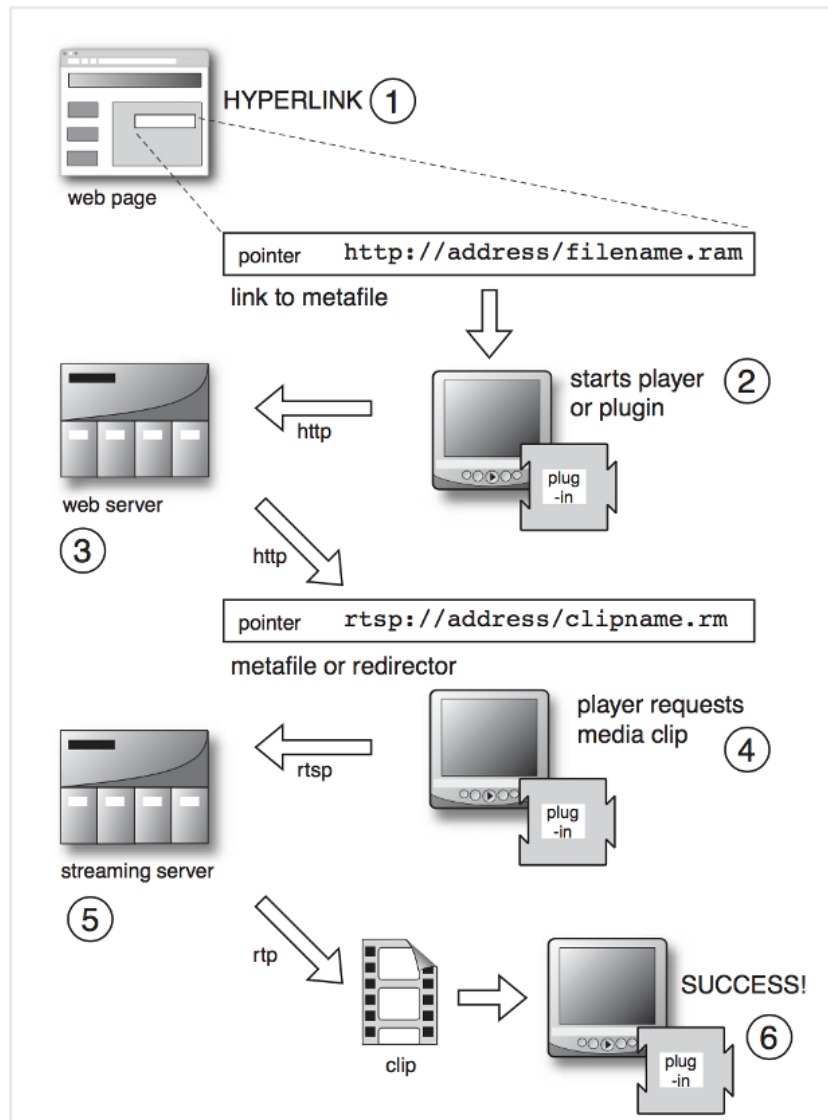 HYPERLINK 1
web page
pointer http://address/filename.ram
link to metafile
starts player
or plugin
2
http
plug
-in
web server
3
http
pointer rtsp://address/clipname.rm
metafile or redirector
player requests
media clip
4
rtsp
plug
-in
streaming server
5
rtp
clip
SUCCESS!
6
plug
-in